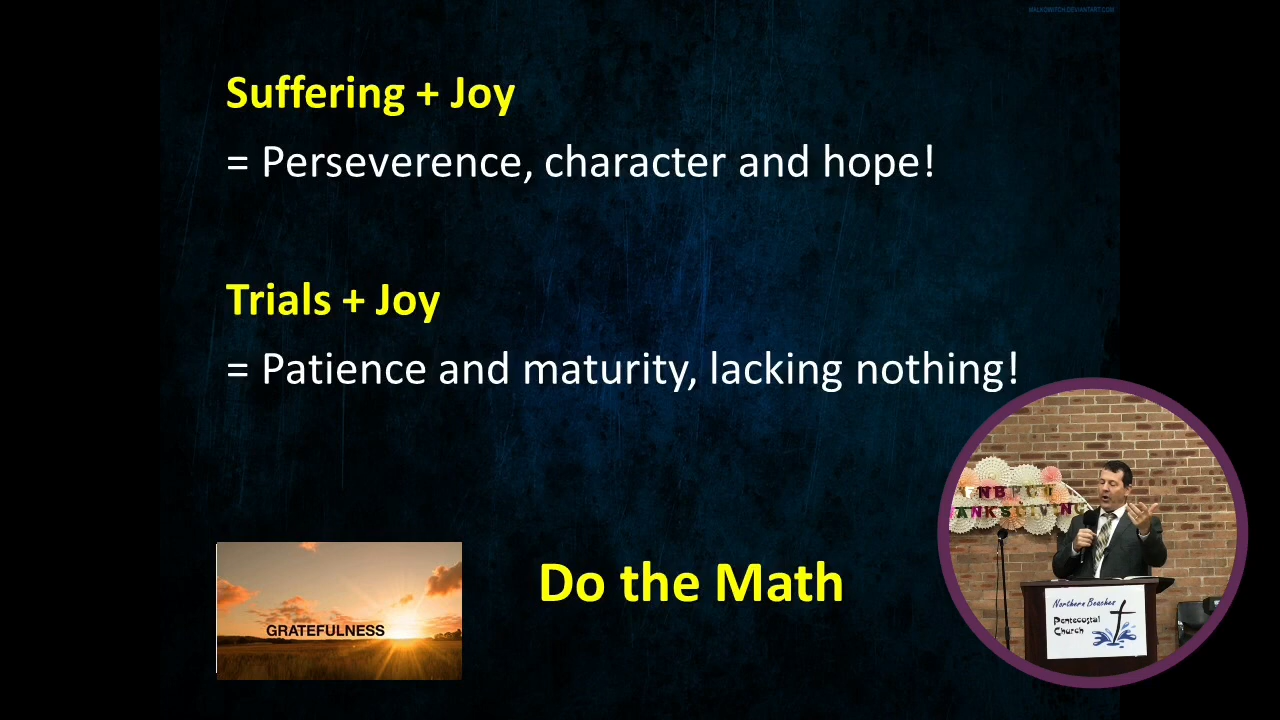 Suffering + Joy
= Perseverence, character and hope!
Trials + Joy
= Patience and maturity, lacking nothing!
GRATEFULNESS
Do the Math
ANKSGIVING
Northern Beaches
Pentecostal
Church